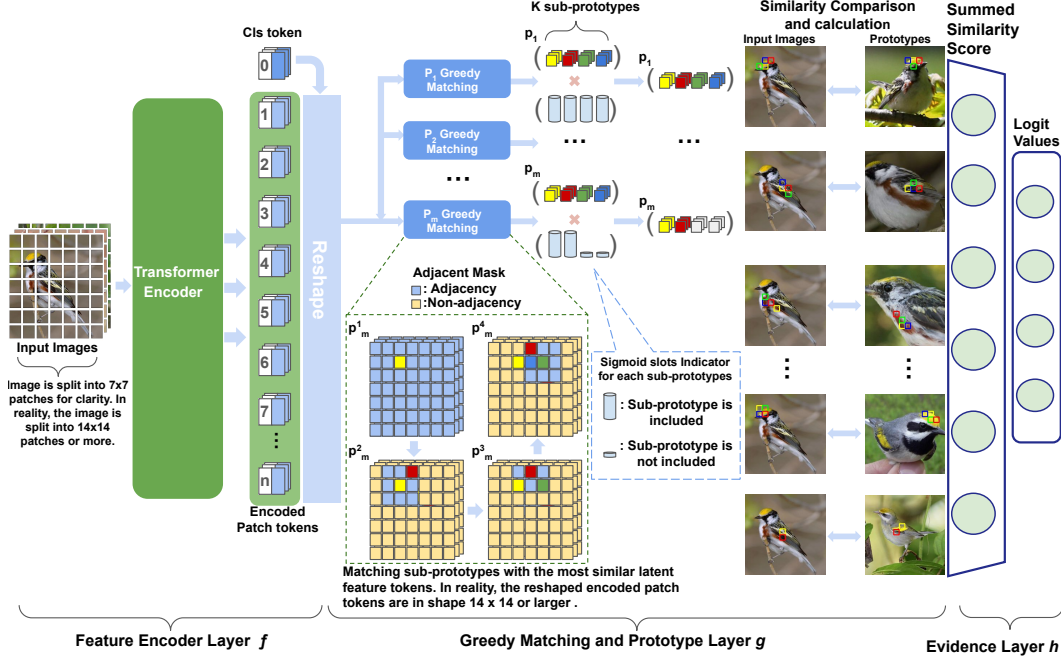 K sub-prototypes
Similarity Comparison
and calculation
Summed
Similarity
Score
Cls token
0
p1
p1
Input Images
Prototypes
P1 Greedy
Matching
1
2
3
4
5
6
7
n
P2 Greedy
Matching
...
...
...
Pm Greedy
Matching
pm
pm
Logit
Values
Transformer
Encoder
Reshape
Input Images
Image is split into 7x7
patches for clarity. In
reality, the image is
split into 14x14
patches or more.
Encoded
Patch tokens
Adjacent Mask
: Adjacency
:Non-adjacency
p1m
p4m
p2m
p3m
Sigmoid slots Indicator
for each sub-prototypes
: Sub-prototype is
included
: Sub-prototype is
not included
Matching sub-prototypes with the most similar latent
feature tokens. In reality, the reshaped encoded patch
tokens are in shape 14 x 14 or larger .
Feature Encoder Layer f
Greedy Matching and Prototype Layer g
Evidence Layer h